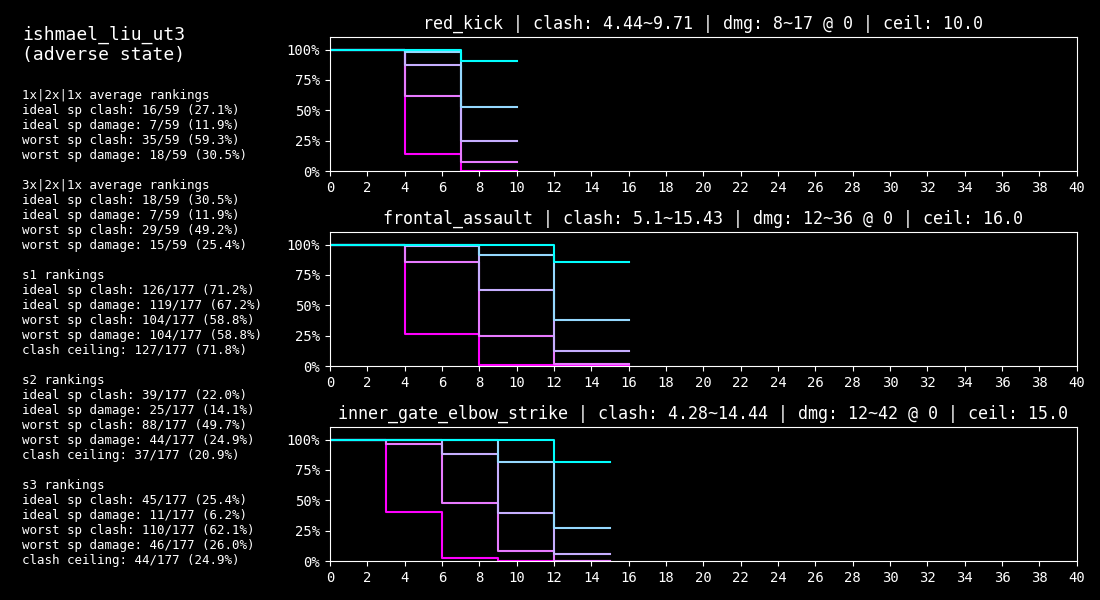 ishmael_liu_ut3
(adverse state)
1x|2x|1x average rankings
ideal sp clash: 16/59 (27.1%)
ideal sp damage: 7/59 (11.9%)
worst sp clash: 35/59 (59.3%)
worst sp damage: 18/59 (30.5%)
3x|2x|1x average rankings
ideal sp clash: 18/59 (30.5%)
ideal sp damage: 7/59 (11.9%)
worst sp clash: 29/59 (49.2%)
worst sp damage: 15/59 (25.4%)
s1 rankings
ideal sp clash: 126/177 (71.2%)
ideal sp damage: 119/177 (67.2%)
worst sp clash: 104/177 (58.8%)
worst sp damage: 104/177 (58.8%)
clash ceiling: 127/177 (71.8%)
s2 rankings
ideal sp clash: 39/177 (22.0%)
ideal sp damage: 25/177 (14.1%)
worst sp clash: 88/177 (49.7%)
worst sp damage: 44/177 (24.9%)
clash ceiling: 37/177 (20.9%)
s3 rankings
ideal sp clash: 45/177 (25.4%)
ideal sp damage: 11/177 (6.2%)
worst sp clash: 110/177 (62.1%)
worst sp damage: 46/177 (26.0%)
clash ceiling: 44/177 (24.9%)
red_kick | clash: 4.44~9.71 | dmg: 8~17 @ 0 | ceil: 10.0
100%
75%
50%
25%
0%
0 2 4 6 8 10 12 14 16 18 20 22 24 26 28 30 32 34 36 38 40
frontal_assault | clash: 5.1~15.43 | dmg: 12~36 @ 0 | ceil: 16.0
100%
75%
50%
25%
0%
0 2 4 6 8 10 12 14 16 18 20 22 24 26 28 30 32 34 36 38 40
inner_gate_elbow_strike | clash: 4.28~14.44 | dmg: 12~42 @ 0 | ceil: 15.0
100%
75%
50%
25%
0%
0 2 4 6 8 10 12 14 16 18 20 22 24 26 28 30 32 34 36 38 40